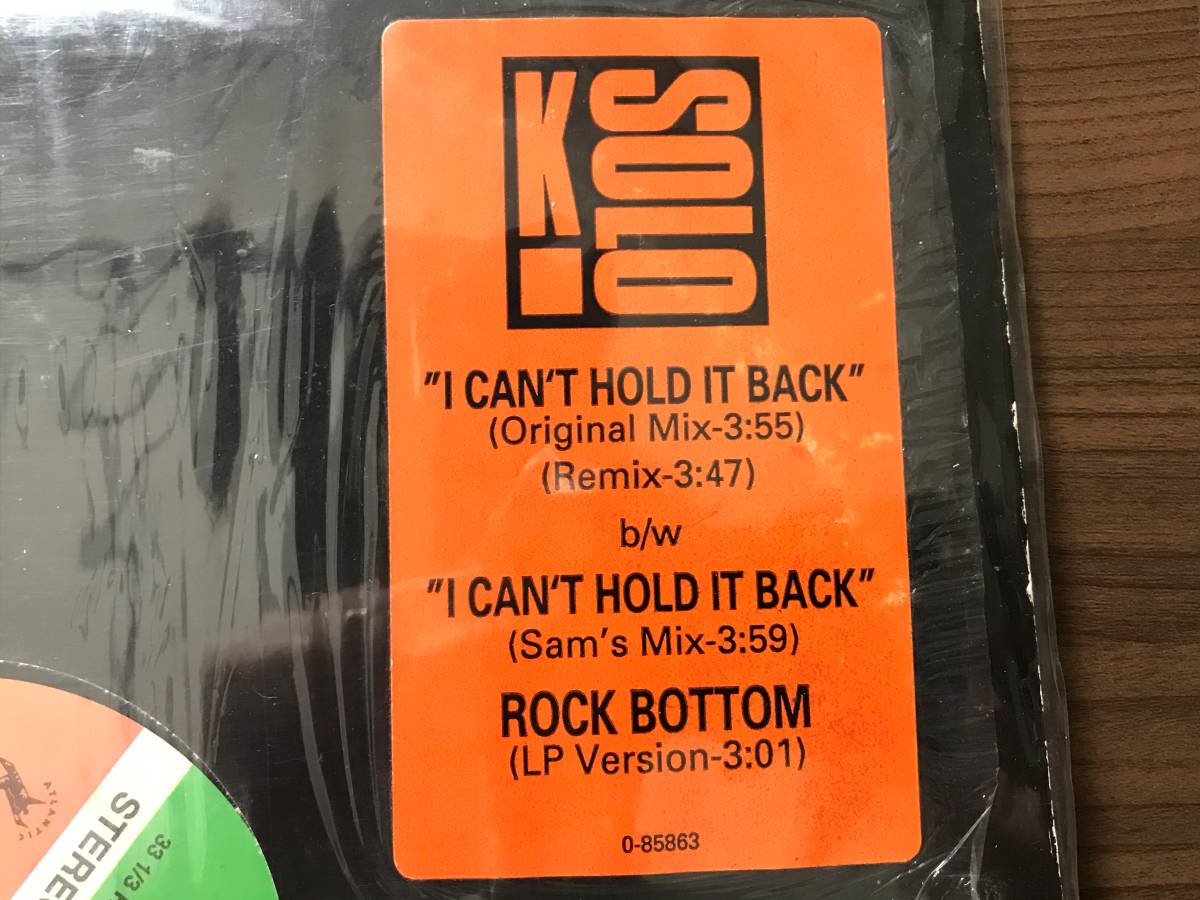 K-SOLO
"I CAN'T HOLD IT BACK"
(Original Mix-3:55)
(Remix-3:47)
b/w
"I CAN'T HOLD IT BACK"
(Sam's Mix-3:59)
ROCK BOTTOM
(LP Version-3:01)
0-85863
ATLANTIC
33 1/3